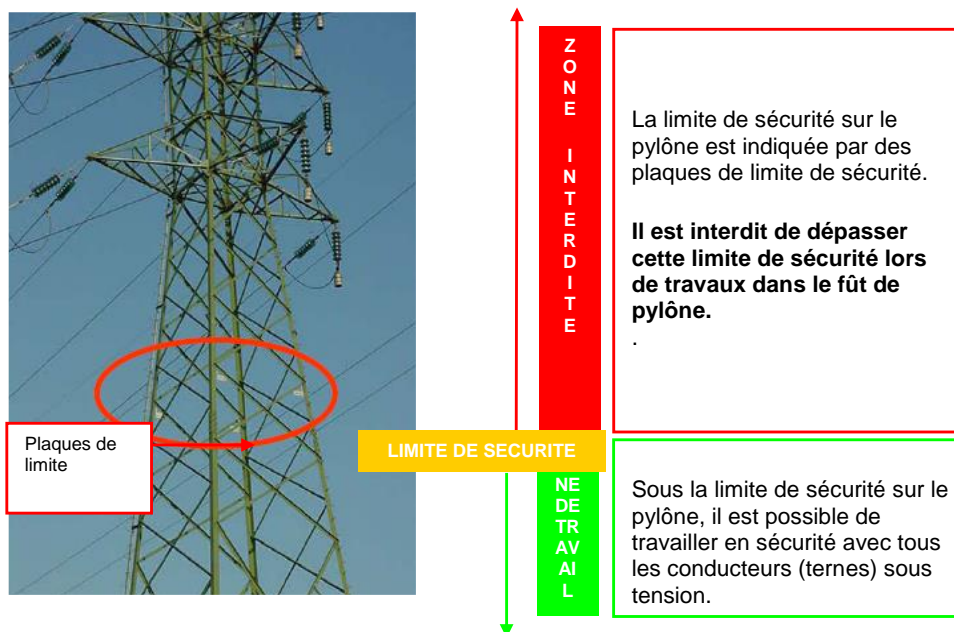 Z
O
N
E
I
N
T
E
R
D
I
T
E
La limite de sécurité sur le
pylône est indiquée par des
plaques de limite de sécurité.
Il est interdit de dépasser
cette limite de sécurité lors
de travaux dans le fût de
pylône.
.
Plaques de
limite
LIMITE DE SECURITE
NE
DE
TR
AV
AI
L
Sous la limite de sécurité sur le
pylône, il est possible de
travailler en sécurité avec tous
les conducteurs (ternes) sous
tension.